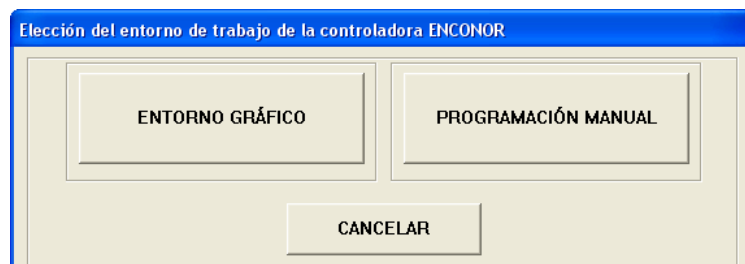 Elección del entorno de trabajo de la controladora ENCONOR
ENTORNO GRÁFICO
PROGRAMACIÓN MANUAL
CANCELAR